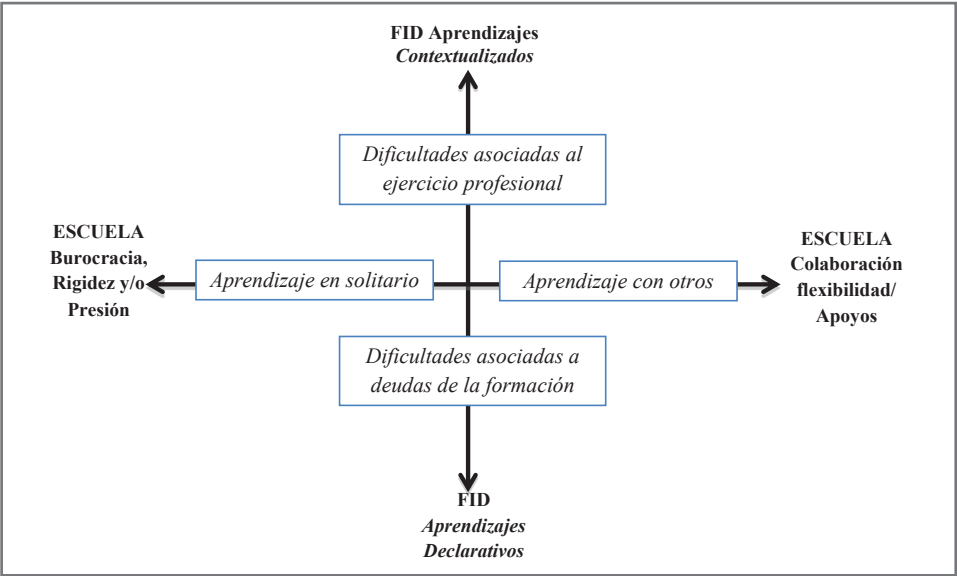 FID Aprendizajes
Contextualizados
Dificultades asociadas al
ejercicio profesional
ESCUELA
Burocracia,
Rigidez y/o
Presión
Aprendizaje en solitario
Aprendizaje con otros
ESCUELA
Colaboración
flexibilidad/
Apoyos
Dificultades asociadas a
deudas de la formación
FID
Aprendizajes
Declarativos